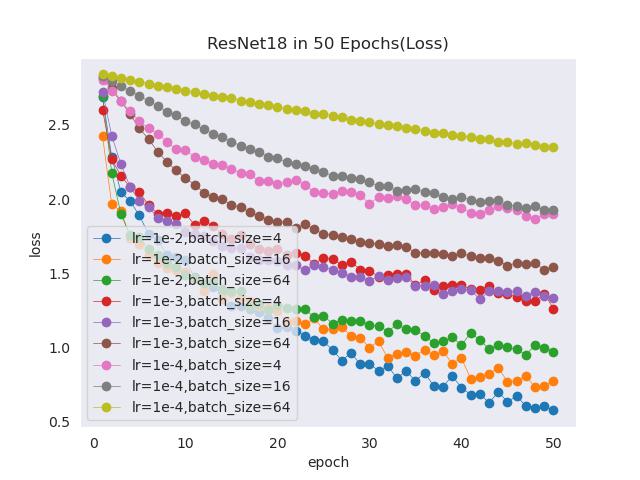 ResNet18 in 50 Epochs(Loss)
2.5
2.0
1.5
1.0
0.5
loss
lr=1e-2,batch_size=4
lr=1e-2,batch_size=16
lr=1e-2,batch_size=64
lr=1e-3,batch_size=4
lr=1e-3,batch_size=16
lr=1e-3,batch_size=64
lr=1e-4,batch_size=4
lr=1e-4,batch_size=16
lr=1e-4,batch_size=64
0 10 20 30 40 50
epoch